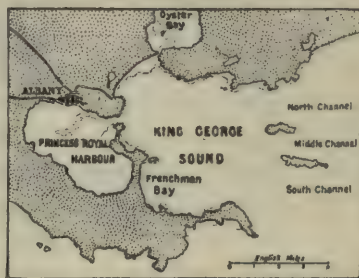 Oyster
Bay
ALBANY
North Channel
KING GEORGE
PRINCESS ROYAL
Middle Channel
HARBOUR
SOUND
Frenchman
Bay
South Channel
English Miles